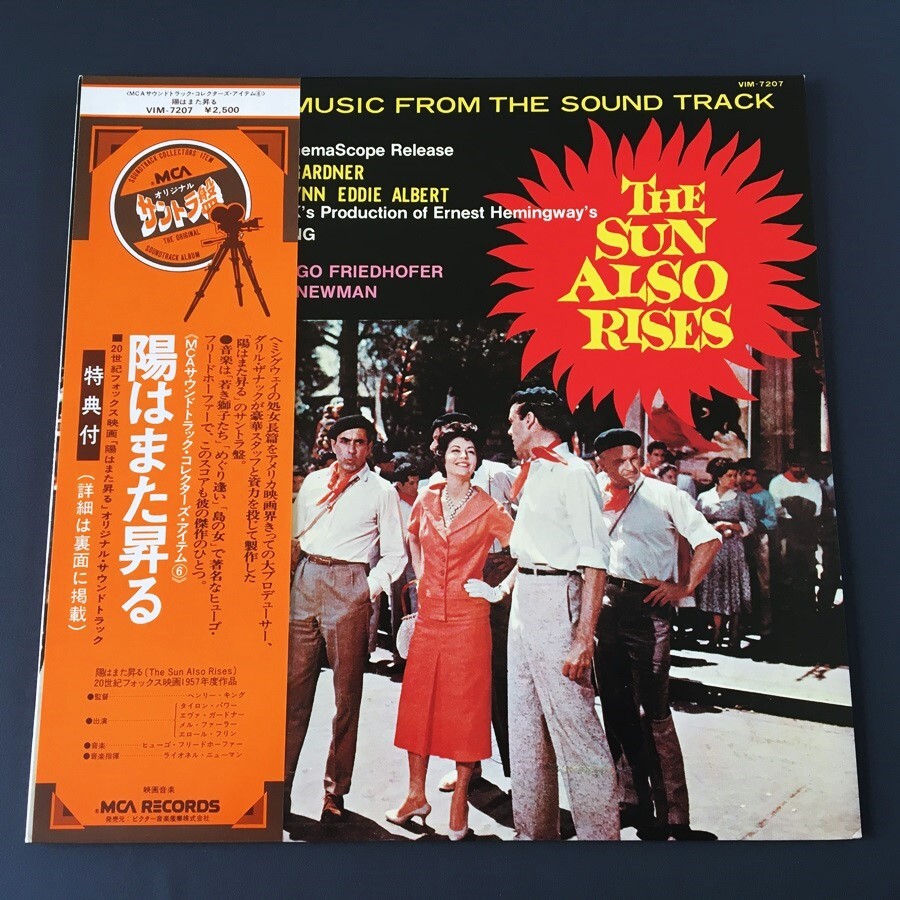 〈MCAサウンドトラック・コレクターズ・アイテム⑥〉
陽はまた昇る
VIM-7207 ¥2,500
SOUNDTRACK COLLECTORS' ITEM
MCA
オリジナル
サントラ盤
THE ORIGINAL
SOUNDTRACK ALBUM
ヘミングウェイの処女長篇をアメリカ映画界きっての大プロデューサー、
ダリル・ザナックが豪華スタッフと資力を投じて製作した
「陽はまた昇る」のサントラ盤。
●音楽は、「若き獅子たち」「めぐり逢い」「島の女」で著名なヒューゴ・
フリードホーファーで、このスコアも彼の傑作のひとつ。
《MCAサウンドトラック・コレクターズ・アイテム⑥》
陽はまた昇る
■20世紀フォックス映画「陽はまた昇る」オリジナル・サウンドトラック
特典付
(詳細は裏面に掲載)
陽はまた昇る(The Sun Also Rises)
20世紀フォックス映画1957年度作品
●監督 ヘンリー・キング
●出演 タイロン・パワー
エヴァ・ガードナー
メル・ファーラー
エロール・フリン
●音楽 ヒューゴ・フリードホーファー
●音楽指揮 ライオネル・ニューマン
映画音楽
MCA RECORDS
発売元:ビクター音楽産業株式会社
VIM-7207
MUSIC FROM THE SOUND TRACK
nemaScope Release
GARDNER
YNN EDDIE ALBERT
K's Production of Ernest Hemingway's
NG
THE
SUN
ALSO
RISES
GO FRIEDHOFER
NEWMAN